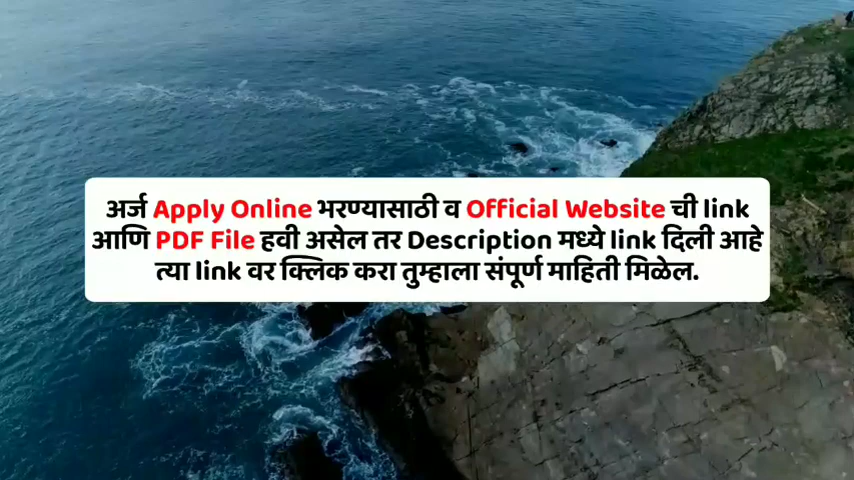 अर्ज Apply Online भरण्यासाठी व Official Website ची link
आणि PDF File हवी असेल तर Description मध्ये link दिली आहे
त्या link वर क्लिक करा तुम्हाला संपूर्ण माहिती मिळेल.